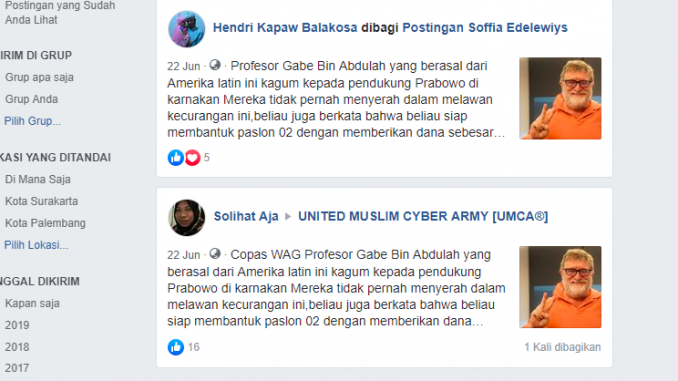 Postingan yang Sudah
Anda Lihat
IRIM DI GRUP
Grup apa saja
Grup Anda
Pilih Grup...
KASI YANG DITANDAI
Di Mana Saja
Kota Surakarta
Kota Palembang
Pilih Lokasi...
NGGAL DIKIRIM
Kapan saja
2019
2018
2017
Hendri Kapaw Balakosa dibagi Postingan Soffia Edelewiys
22 Jun · Profesor Gabe Bin Abdulah yang berasal dari
Amerika latin ini kagum kepada pendukung Prabowo di
karnakan Mereka tidak pernah menyerah dalam melawan
kecurangan ini,beliau juga berkata bahwa beliau siap
membantuk paslon 02 dengan memberikan dana sebesar...
5
Solihat Aja ▶ UNITED MUSLIM CYBER ARMY [UMCA®]
22 Jun · Copas WAG Profesor Gabe Bin Abdulah yang
berasal dari Amerika latin ini kagum kepada pendukung
Prabowo di karnakan Mereka tidak pernah menyerah dalam
melawan kecurangan ini,beliau juga berkata bahwa beliau
siap membantuk paslon 02 dengan memberikan dana...
16
1 Kali dibagikan